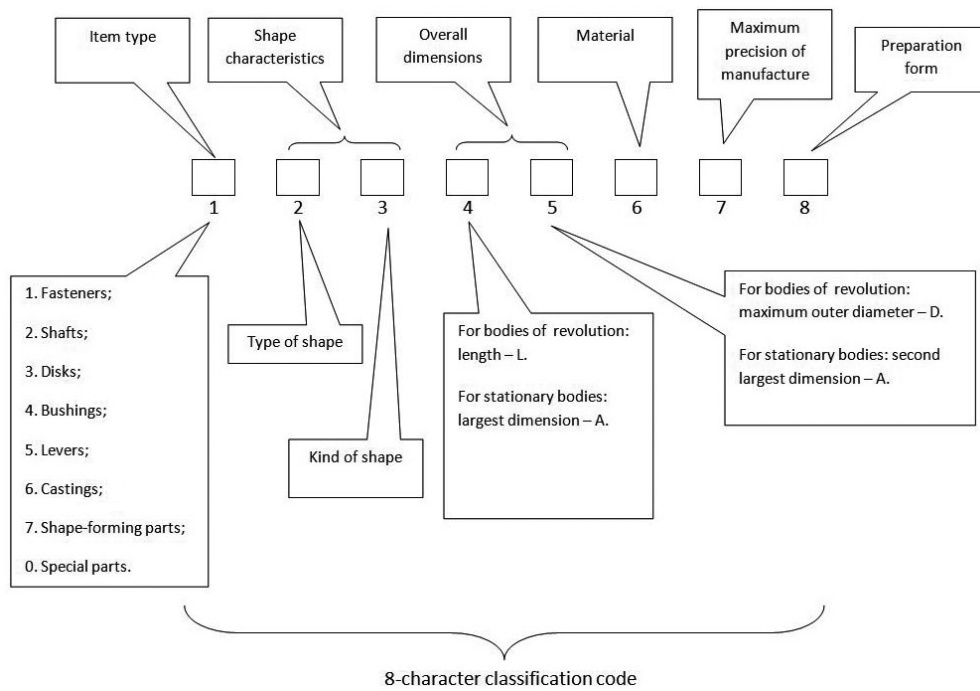 Item type
Shape
characteristics
Overall
dimensions
Material
Maximum
precision of
manufacture
Preparation
form
1
2
3
4
5
6
7
8
1. Fasteners;
2. Shafts;
3. Disks;
4. Bushings;
5. Levers;
6. Castings;
7. Shape-forming parts;
0. Special parts.
Type of shape
Kind of shape
For bodies of revolution:
length – L.
For stationary bodies:
largest dimension – A.
For bodies of revolution:
maximum outer diameter – D.
For stationary bodies: second
largest dimension – A.
8-character classification code